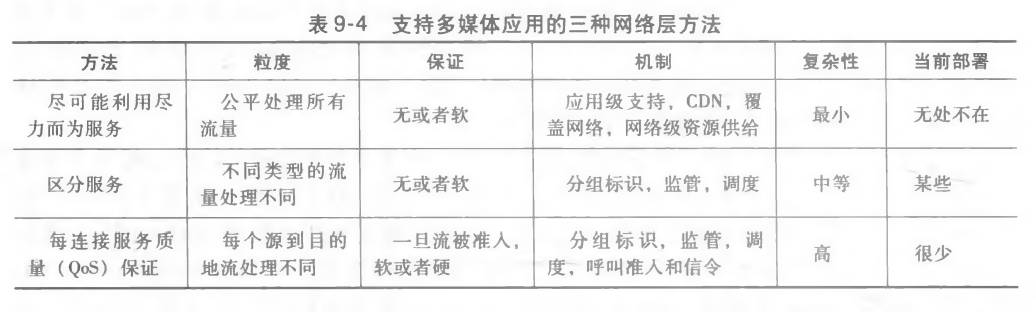 表 9-4 支持多媒体应用的三种网络层方法
方法 粒度 保证 机制 复杂性 当前部署
尽可能利用尽力而为服务 公平处理所有流量 无或者软 应用级支持，CDN，覆盖网络，网络级资源供给 最小 无处不在
区分服务 不同类型的流量处理不同 无或者软 分组标识，监管，调度 中等 某些
每连接服务质量（QoS）保证 每个源到目的地流处理不同 一旦流被准人，软或者硬 分组标识，监管，调度，呼叫准人和信令 高 很少